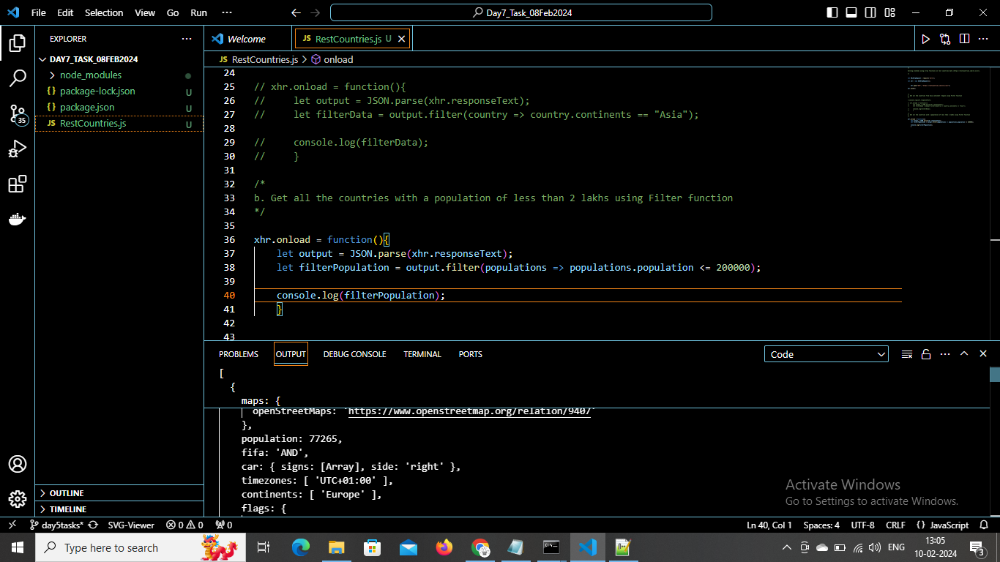 File Edit Selection View Go Run ···
Day7_Task_08Feb2024
EXPLORER
DAY7_TASK_08FEB2024
node_modules
{} package-lock.json U
{} package.json U
JS RestCountries.js U
OUTLINE
TIMELINE
Welcome
JS RestCountries.js U
JS RestCountries.js > onload
24
25 // xhr.onload = function(){
26 //     let output = JSON.parse(xhr.responseText);
27 //     let filterData = output.filter(country => country.continents == "Asia");
28
29 //     console.log(filterData);
30 //     }
31
32 /*
33 b. Get all the countries with a population of less than 2 lakhs using Filter function
34 */
35
36 xhr.onload = function(){
37     let output = JSON.parse(xhr.responseText);
38     let filterPopulation = output.filter(populations => populations.population <= 200000);
39
40     console.log(filterPopulation);
41     }
42
43
PROBLEMS OUTPUT DEBUG CONSOLE TERMINAL PORTS
Code
[
{
maps: {
openStreetMaps: 'https://www.openstreetmap.org/relation/9407'
},
population: 77265,
fifa: 'AND',
car: { signs: [Array], side: 'right' },
timezones: [ 'UTC+01:00' ],
continents: [ 'Europe' ],
flags: {
Activate Windows
Go to Settings to activate Windows.
35
day5tasks* SVG-Viewer 0 0 0
Ln 40, Col 1 Spaces: 4 UTF-8 CRLF {} JavaScript
Type here to search
ENG
13:05
10-02-2024
3